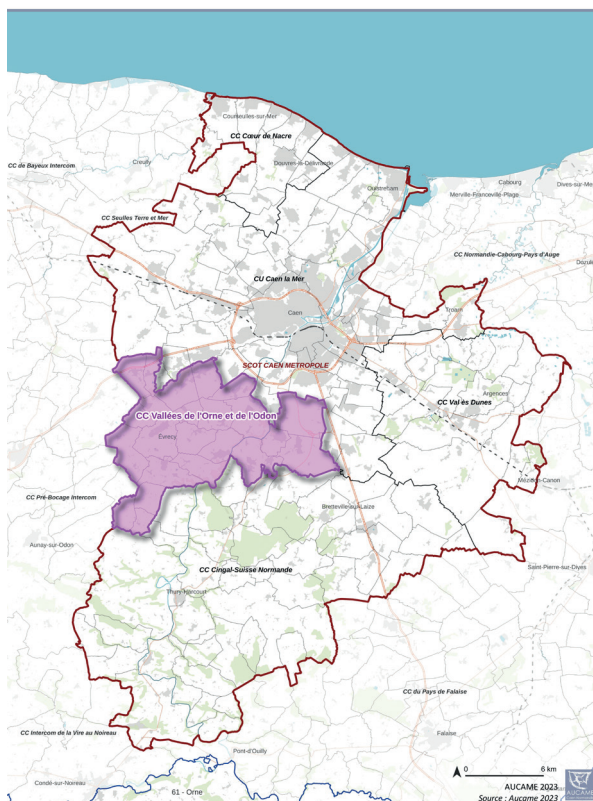 Courseulles-sur-Mer
CC Cœur de Nacre
CC de Bayeux Intercom
Creully
Douvres-la-Délivrande
Ouistreham
Cabourg
Dives-sur-Me
Merville-Franceville-Plage
CC Seulles Terre et Mer
CC Normandie-Cabourg-Pays d'Auge
Dozulé
CU Caen la Mer
Caen
Troarn
SCOT CAEN METROPOLE
Argences
CC Val ès Dunes
CC Vallées de l'Orne et de l'Odon
Évrecy
Mézidon-Canon
CC Pré-Bocage Intercom
Bretteville-sur-Laize
Aunay-sur-Odon
Saint-Pierre-sur-Dives
CC Cingal-Suisse Normande
Thury-Harcourt
CC du Pays de Falaise
CC Intercom de la Vire au Noireau
Falaise
Pont-d'Ouilly
0 6 km
Condé-sur-Noireau
61 - Orne
AUCAME 2023
Source : Aucame 2023 /
AUCAME